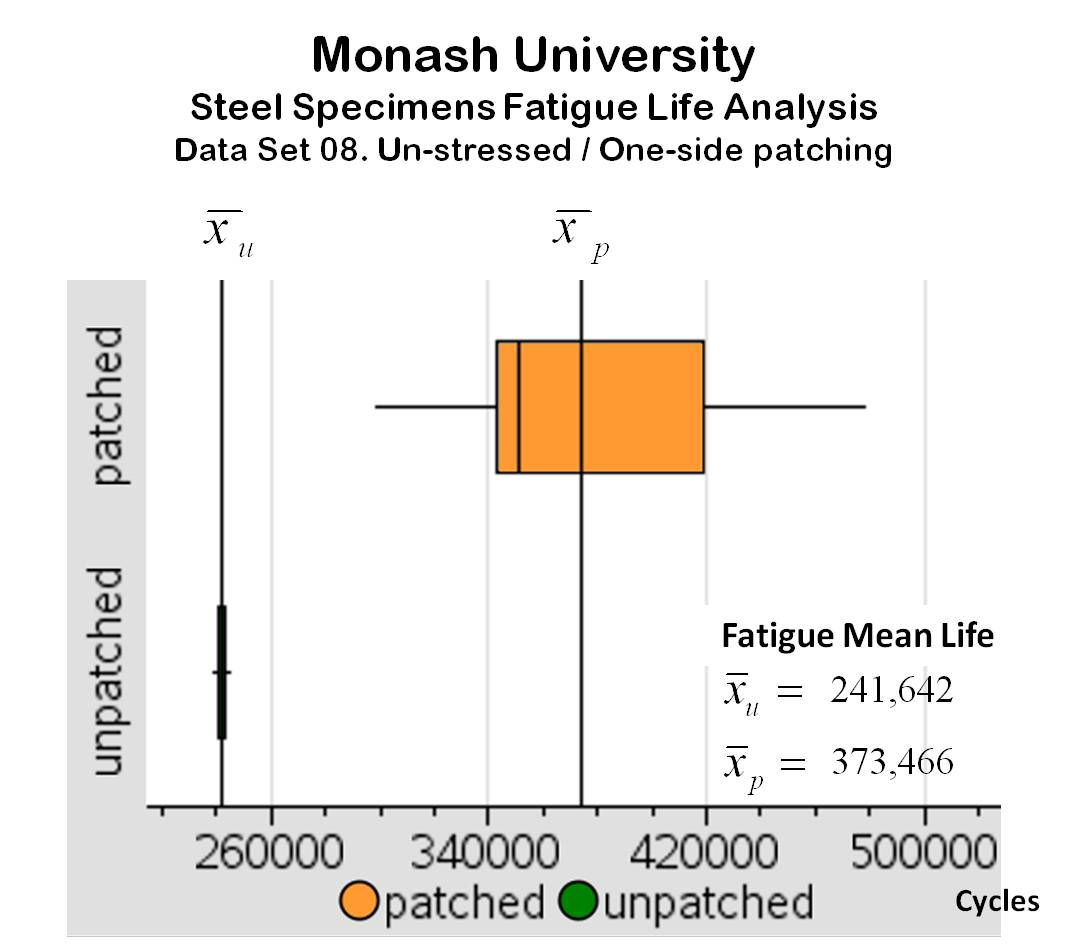 Monash University
Steel Specimens Fatigue Life Analysis
Data Set 08. Un-stressed / One-side patching
x̅ u x̅ p
patched
unpatched
Fatigue Mean Life
x̅u = 241,642
x̅p = 373,466
260000 340000 420000 500000
patched unpatched Cycles